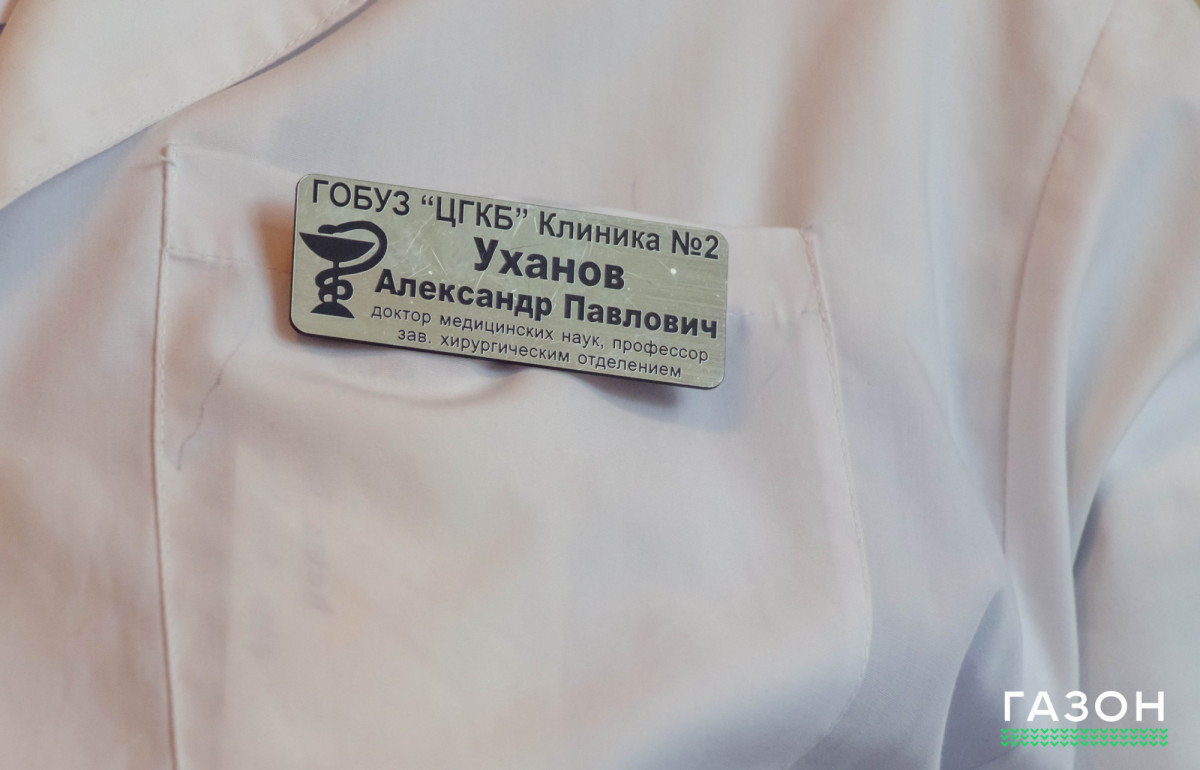 ГОБУЗ “ЦГКБ” Клиника №2
Уханов
Александр Павлович
доктор медицинских наук, профессор
зав. хирургическим отделением
ГАЗОН